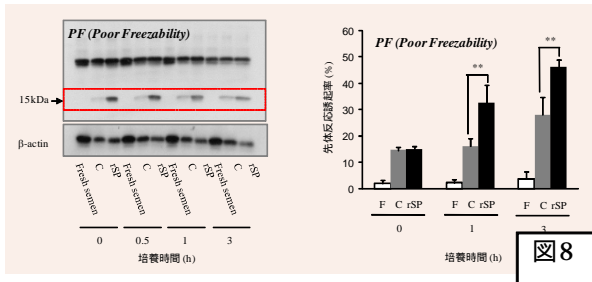 PF (Poor Freezability)
15kDa
β-actin
Fresh semen C rSP Fresh semen C rSP Fresh semen C rSP Fresh semen C rSP
0 0.5 1 3
培養時間 (h)
PF (Poor Freezability)
先体反応誘起率 (%)
60
50
40
30
20
10
0
** **
F C rSP F C rSP F C rSP
0 1 3
培養時間 (h)
図8